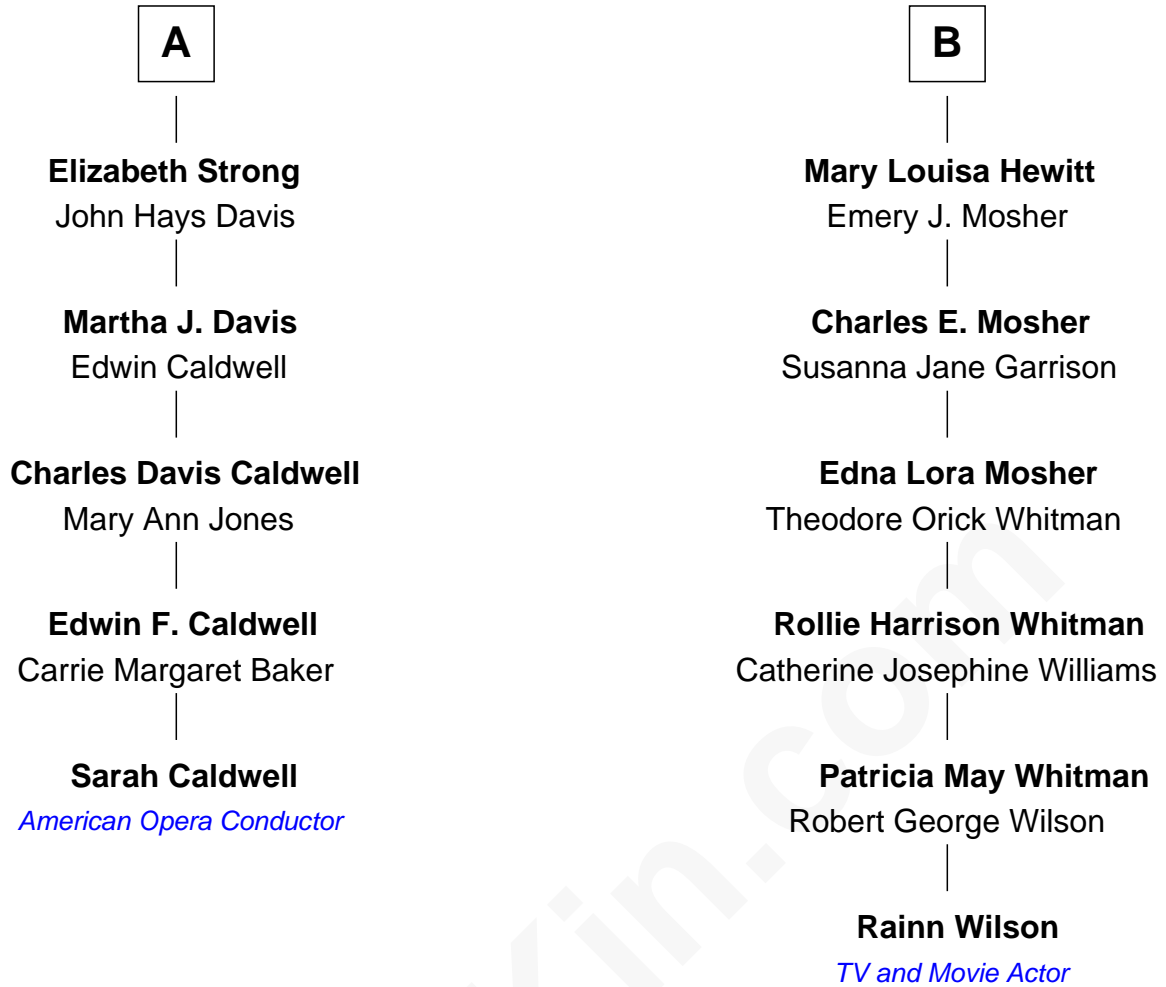 A
Elizabeth Strong
John Hays Davis
Martha J. Davis
Edwin Caldwell
Charles Davis Caldwell
Mary Ann Jones
Edwin F. Caldwell
Carrie Margaret Baker
Sarah Caldwell
American Opera Conductor
B
Mary Louisa Hewitt
Emery J. Mosher
Charles E. Mosher
Susanna Jane Garrison
Edna Lora Mosher
Theodore Orick Whitman
Rollie Harrison Whitman
Catherine Josephine Williams
Patricia May Whitman
Robert George Wilson
Rainn Wilson
TV and Movie Actor